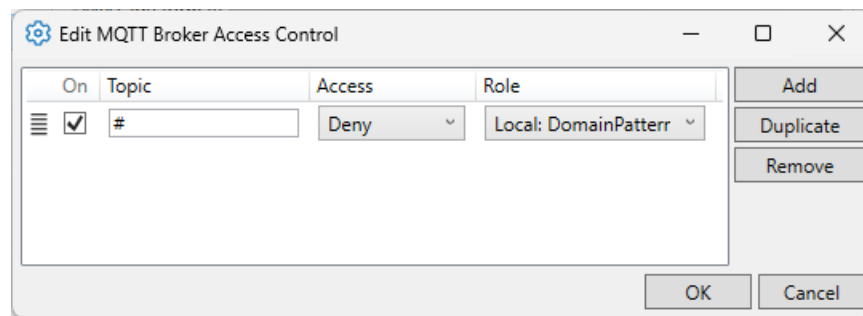 Edit MQTT Broker Access Control
On Topic Access Role Add
# Deny Local: DomainPatterr Duplicate
Remove
OK Cancel